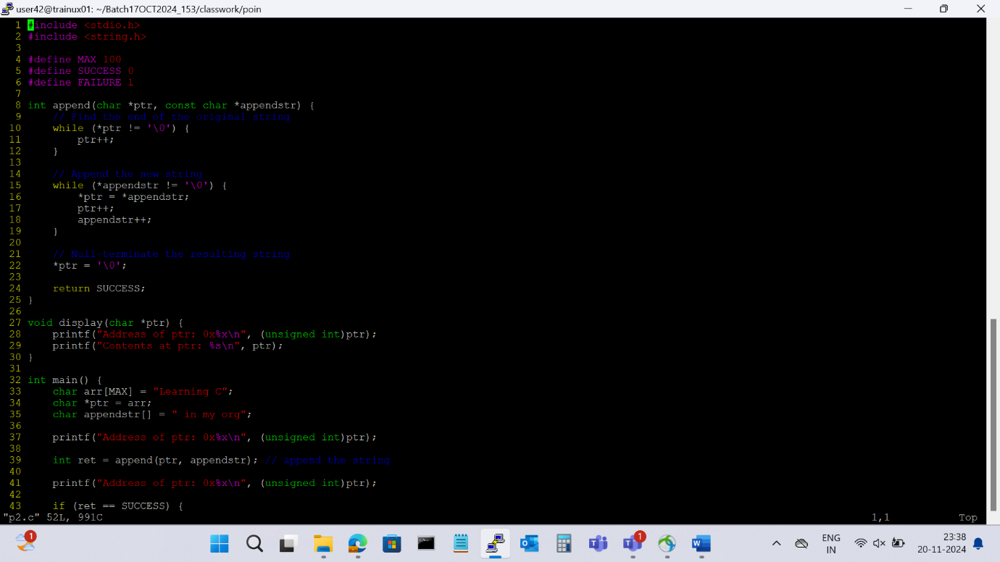 user42@trainux01: ~/Batch17OCT2024_153/classwork/poin
1 #include <stdio.h>
2 #include <string.h>
3
4 #define MAX 100
5 #define SUCCESS 0
6 #define FAILURE 1
7
8 int append(char *ptr, const char *appendstr) {
9     // Find the end of the original string
10     while (*ptr != '\0') {
11         ptr++;
12     }
13
14     // Append the new string
15     while (*appendstr != '\0') {
16         *ptr = *appendstr;
17         ptr++;
18         appendstr++;
19     }
20
21     // Null-terminate the resulting string
22     *ptr = '\0';
23
24     return SUCCESS;
25 }
26
27 void display(char *ptr) {
28     printf("Address of ptr: 0x%x\n", (unsigned int)ptr);
29     printf("Contents at ptr: %s\n", ptr);
30 }
31
32 int main() {
33     char arr[MAX] = "Learning C";
34     char *ptr = arr;
35     char appendstr[] = " in my org";
36
37     printf("Address of ptr: 0x%x\n", (unsigned int)ptr);
38
39     int ret = append(ptr, appendstr); // append the string
40
41     printf("Address of ptr: 0x%x\n", (unsigned int)ptr);
42
43     if (ret == SUCCESS) {
"p2.c" 52L, 991C 1,1 Top
1
1
ENG
IN
23:38
20-11-2024